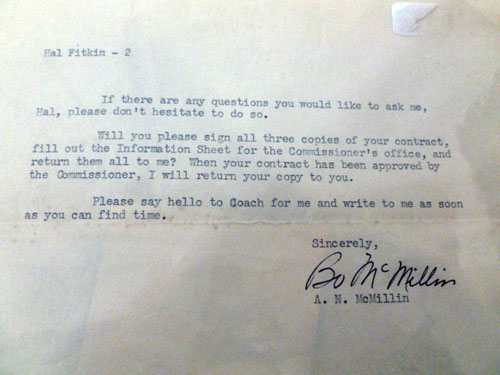 Hal Fitkin - 2
If there are any questions you would like to ask me,
Hal, please don't hesitate to do so.
Will you please sign all three copies of your contract,
fill out the Information Sheet for the Commissioner's office, and
return them all to me? When your contract has been approved by
the Commissioner, I will return your copy to you.
Please say hello to Coach for me and write to me as soon
as you can find time.
Sincerely,
Bo McMillin
A. N. McMillin